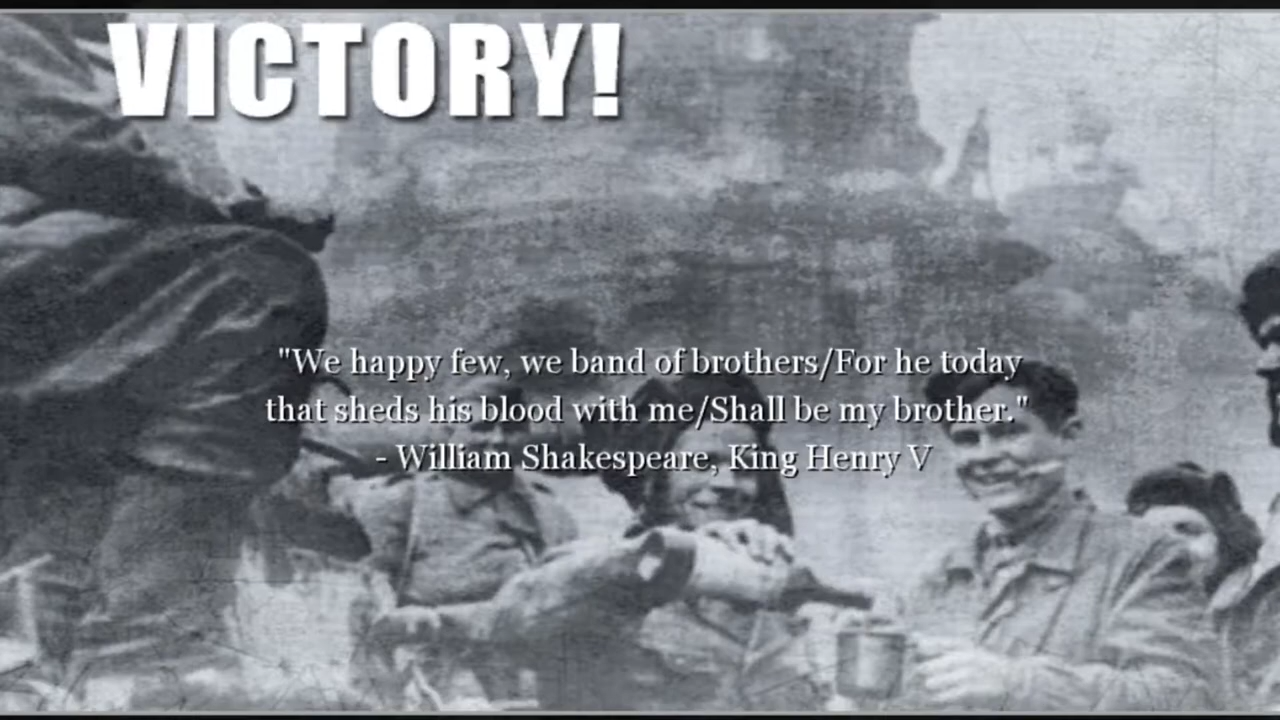 VICTORY!
"We happy few, we band of brothers/For he today
that sheds his blood with me/Shall be my brother."
- William Shakespeare, King Henry V